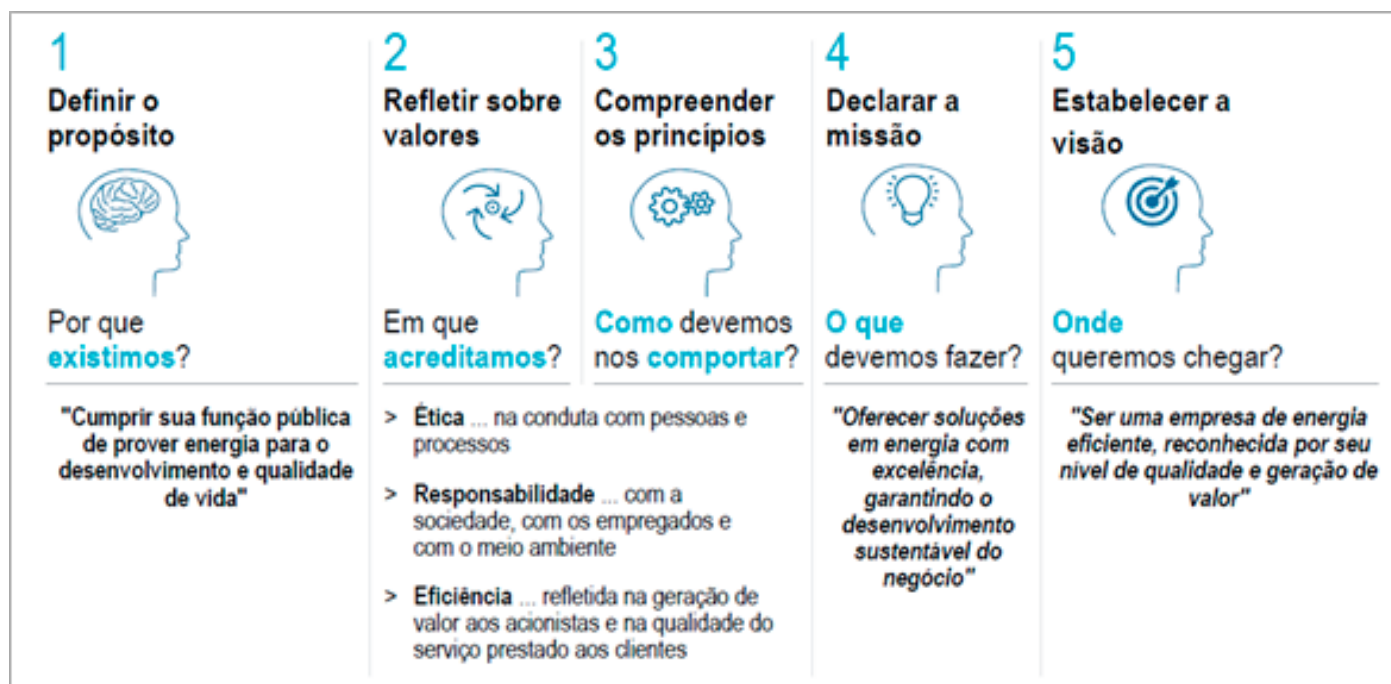 1
Definir o
propósito
Por que
existimos?
"Cumprir sua função pública
de prover energia para o
desenvolvimento e qualidade
de vida"
2
Refletir sobre
valores
Em que
acreditamos?
3
Compreender
os princípios
Como devemos
nos comportar?
> Ética ... na conduta com pessoas e
processos
> Responsabilidade ... com a
sociedade, com os empregados e
com o meio ambiente
> Eficiência ... refletida na geração de
valor aos acionistas e na qualidade do
serviço prestado aos clientes
4
Declarar a
missão
O que
devemos fazer?
"Oferecer soluções
em energia com
excelência,
garantindo o
desenvolvimento
sustentável do
negócio"
5
Estabelecer a
visão
Onde
queremos chegar?
"Ser uma empresa de energia
eficiente, reconhecida por seu
nível de qualidade e geração de
valor"